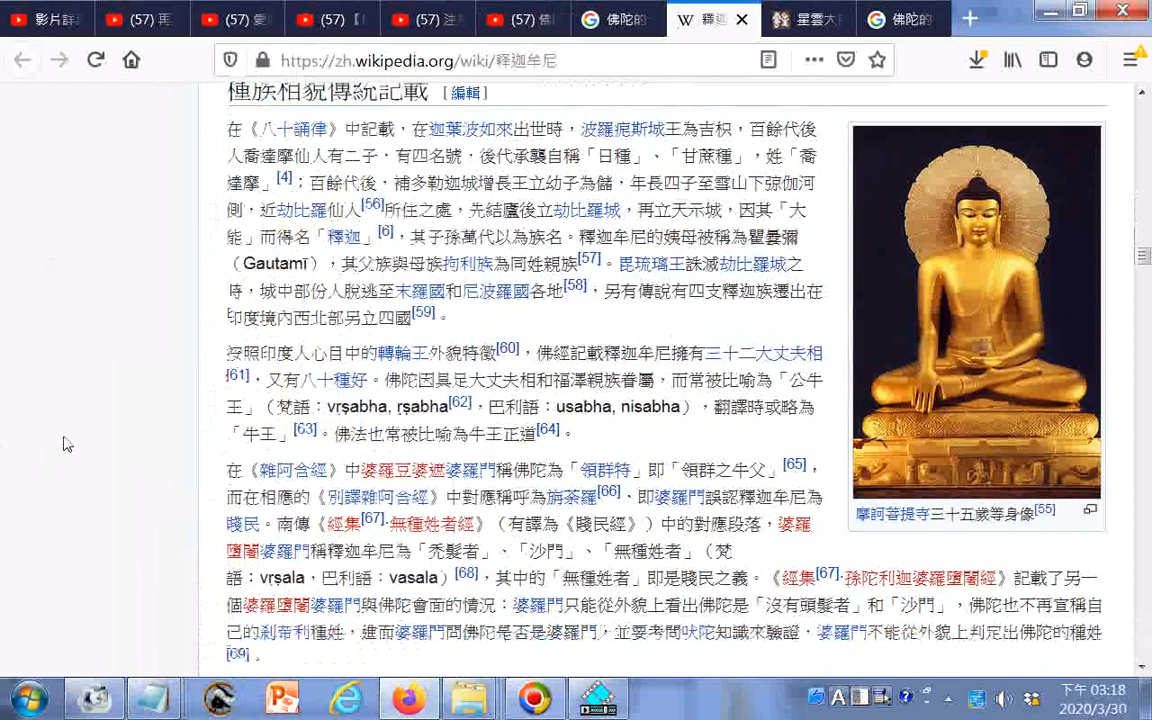 影片詳
(57) 再
(57) 愛
(57) 【
(57) 注
(57) 佛
佛陀的
釋迦
星雲大
佛陀的
https://zh.wikipedia.org/wiki/释迦牟尼
種族相貌傳統記載 [編輯]
在《八十誦律》中記載，在迦葉波如來出世時，波羅痆斯城王為吉枳，百餘代後
人喬達摩仙人有二子，有四名號，後代承襲自稱「日種」、「甘蔗種」，姓「喬
達摩」[4]；百餘代後，補多勒迦城增長王立幼子為儲，年長四子至雪山下弶伽河
側，近劫比羅仙人[56]所住之處，先結廬後立劫比羅城，再立天示城，因其「大
能」而得名「釋迦」[6]，其子孫萬代以為族名。釋迦牟尼的姨母被稱為瞿曇彌
（Gautamī），其父族與母族拘利族為同姓親族[57]。毘琉璃王誅滅劫比羅城之
時，城中部份人脫逃至末羅國和尼波羅國各地[58]，另有傳說有四支釋迦族遷出在
印度境內西北部另立四國[59]。
按照印度人心目中的轉輪王外貌特徵[60]，佛經記載釋迦牟尼擁有三十二大丈夫相
[61]，又有八十種好。佛陀因具足大丈夫相和福澤親族眷屬，而常被比喻為「公牛
王」（梵語：vṛṣabha, ṛṣabha[62]，巴利語：usabha, nisabha），翻譯時或略為
「牛王」[63]。佛法也常被比喻為牛王正道[64]。
在《雜阿含經》中婆羅豆婆遮婆羅門稱佛陀為「領群特」即「領群之牛父」[65]，
而在相應的《別譯雜阿含經》中對應稱呼為旃荼羅[66]，即婆羅門誤認釋迦牟尼為
賤民。南傳《經集[67]·無種姓者經》（有譯為《賤民經》）中的對應段落，婆羅
墮闍婆羅門稱釋迦牟尼為「禿髮者」、「沙門」、「無種姓者」（梵
語：vṛṣala，巴利語：vasala）[68]，其中的「無種姓者」即是賤民之義。《經集[67]·孫陀利迦婆羅墮闍經》記載了另一
個婆羅墮闍婆羅門與佛陀會面的情況：婆羅門只能從外貌上看出佛陀是「沒有頭髮者」和「沙門」，佛陀也不再宣稱自
己的剎帝利種姓，進而婆羅門問佛陀是否是婆羅門，並要考問吠陀知識來驗證，婆羅門不能從外貌上判定出佛陀的種姓
[69]。
摩訶菩提寺三十五歲等身像[55]
下午 03:18
2020/3/30